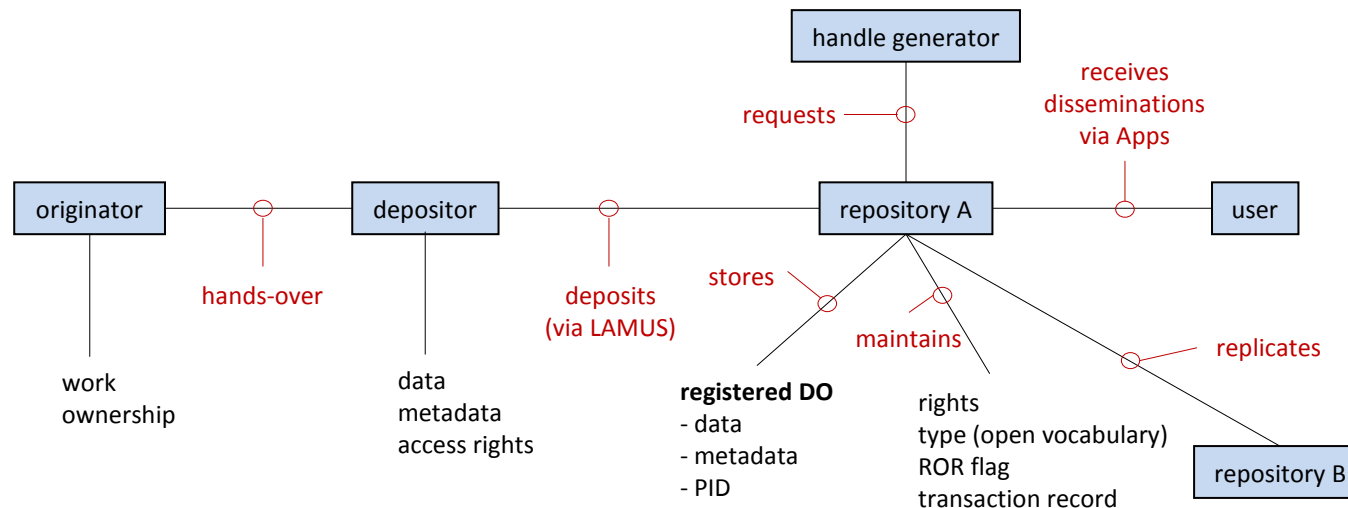 handle generator
receives
disseminations
via Apps
requests
originator
depositor
repository A
user
hands-over
deposits
(via LAMUS)
stores
maintains
replicates
work
ownership
data
metadata
access rights
registered DO
- data
- metadata
- PID
rights
type (open vocabulary)
ROR flag
transaction record
repository B